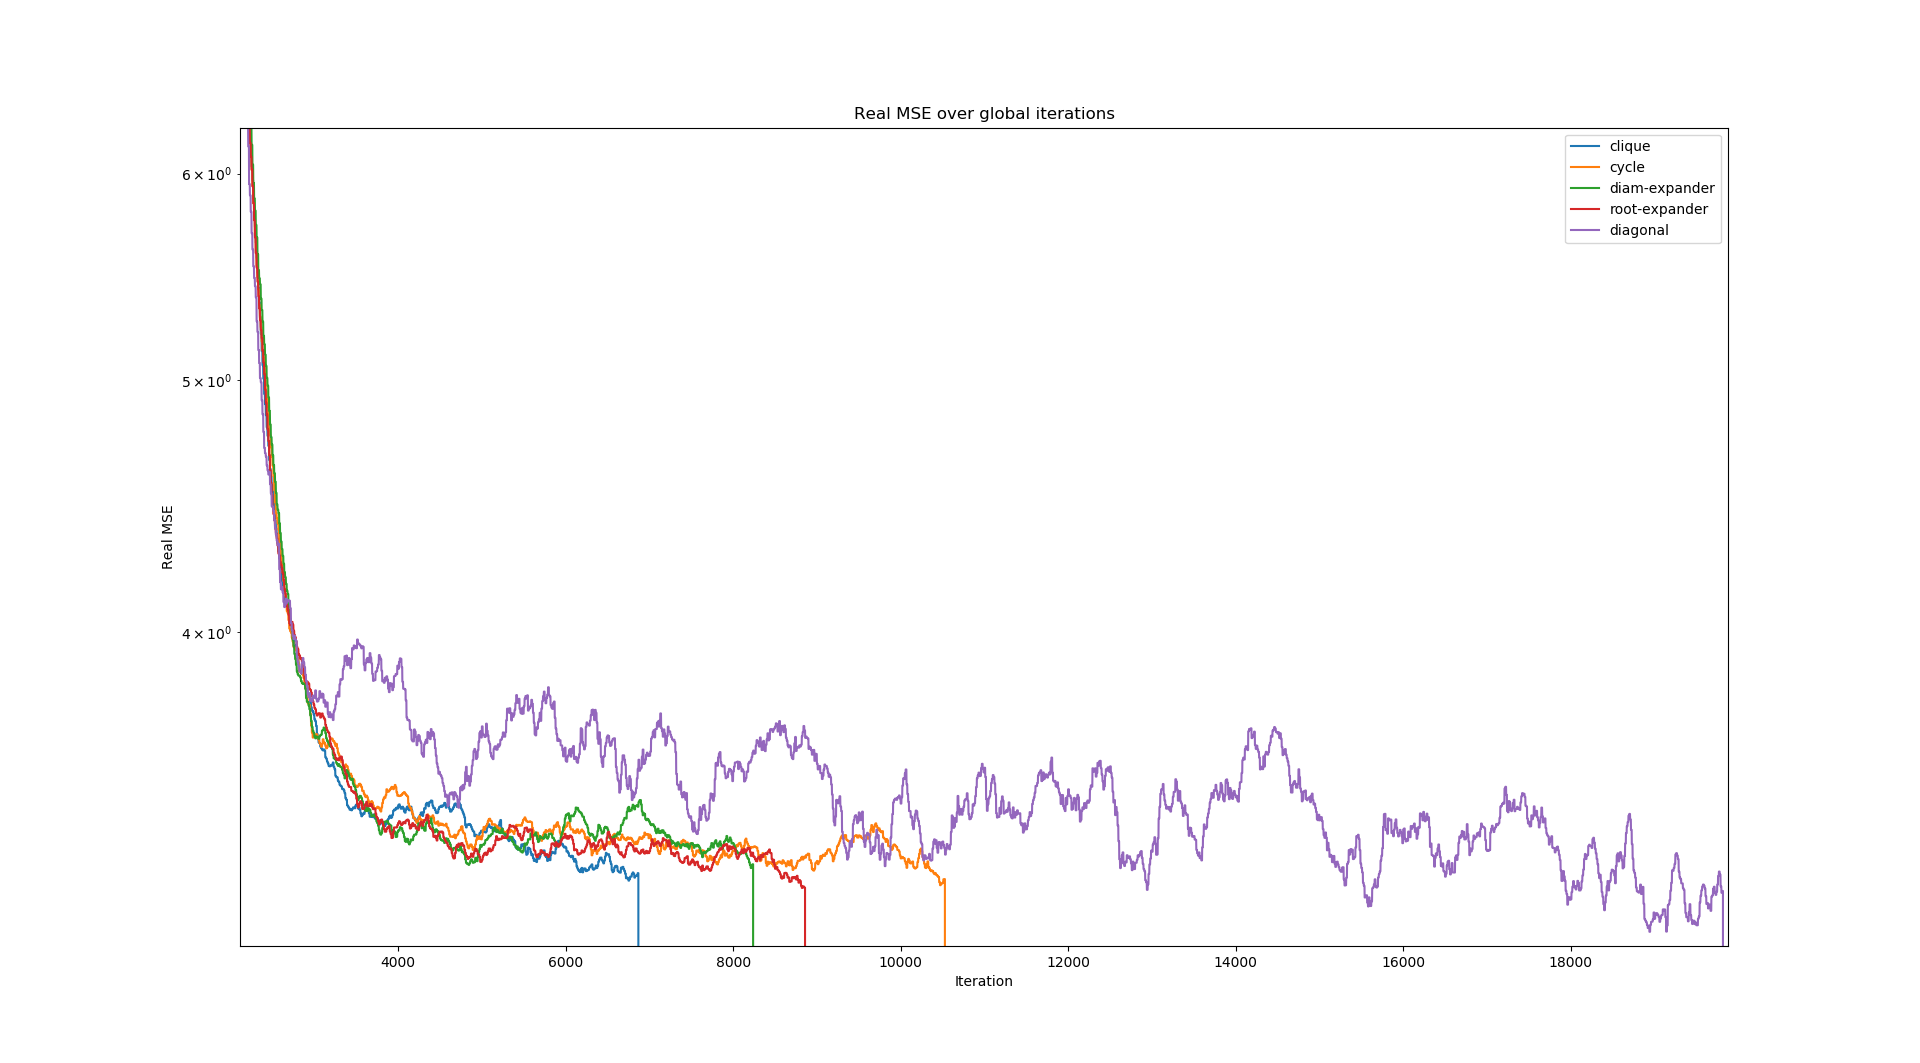 Real MSE over global iterations
clique
cycle
diam-expander
root-expander
diagonal
6 × 10⁰
5 × 10⁰
4 × 10⁰
Real MSE
4000 6000 8000 10000 12000 14000 16000 18000
Iteration